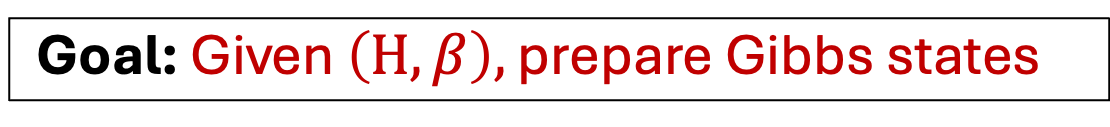 Goal: Given (H, β), prepare Gibbs states